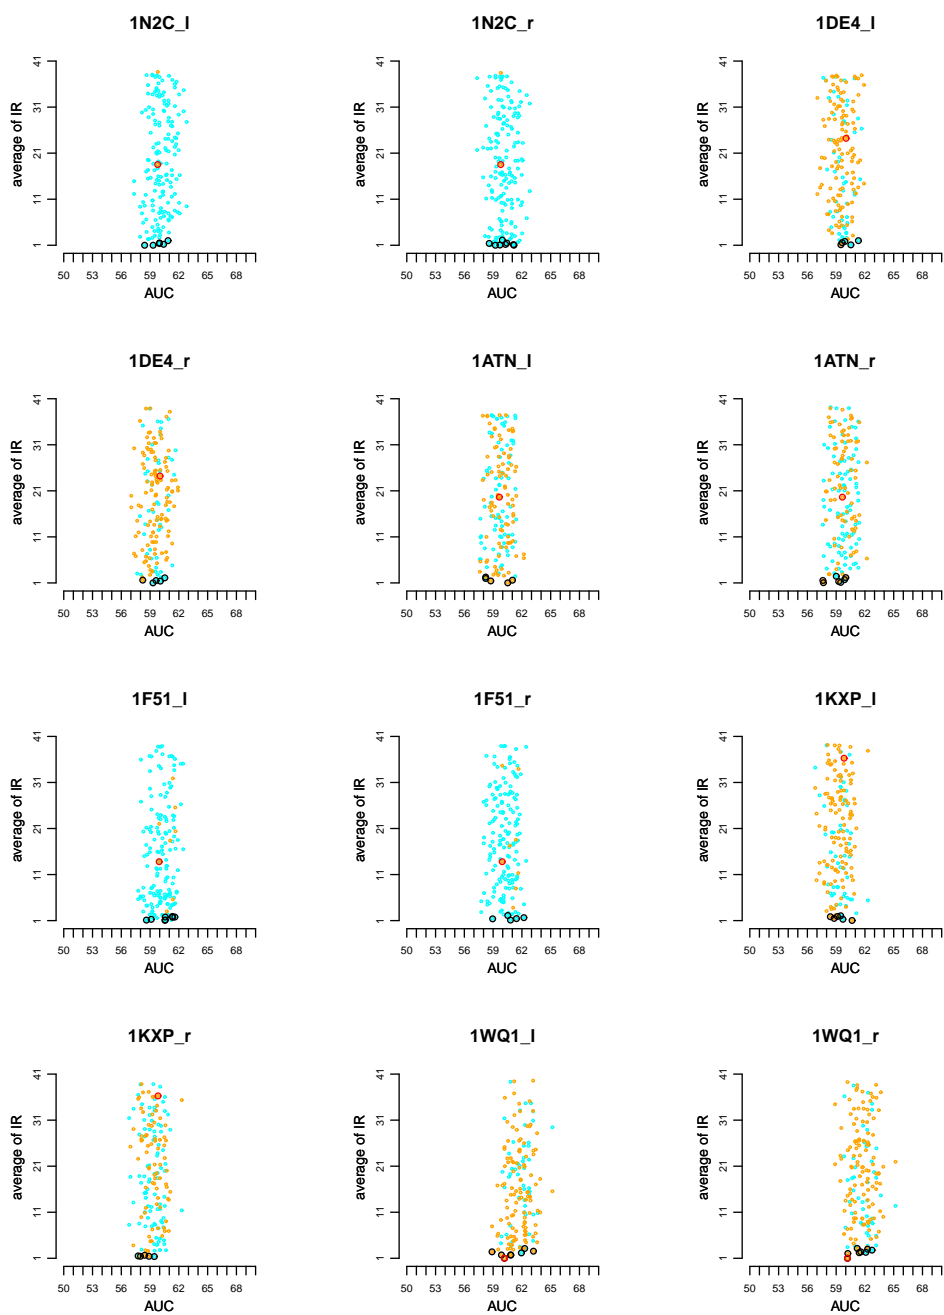 1N2C_l 1N2C_r 1DE4_l
41 41 41
31 31 31
21 21 21
11 11 11
1 1 1
average of IR average of IR average of IR
50 53 56 59 62 65 68 50 53 56 59 62 65 68 50 53 56 59 62 65 68
AUC AUC AUC
1DE4_r 1ATN_l 1ATN_r
41 41 41
31 31 31
21 21 21
11 11 11
1 1 1
average of IR average of IR average of IR
50 53 56 59 62 65 68 50 53 56 59 62 65 68 50 53 56 59 62 65 68
AUC AUC AUC
1F51_l 1F51_r 1KXP_l
41 41 41
31 31 31
21 21 21
11 11 11
1 1 1
average of IR average of IR average of IR
50 53 56 59 62 65 68 50 53 56 59 62 65 68 50 53 56 59 62 65 68
AUC AUC AUC
1KXP_r 1WQ1_l 1WQ1_r
41 41 41
31 31 31
21 21 21
11 11 11
1 1 1
average of IR average of IR average of IR
50 53 56 59 62 65 68 50 53 56 59 62 65 68 50 53 56 59 62 65 68
AUC AUC AUC